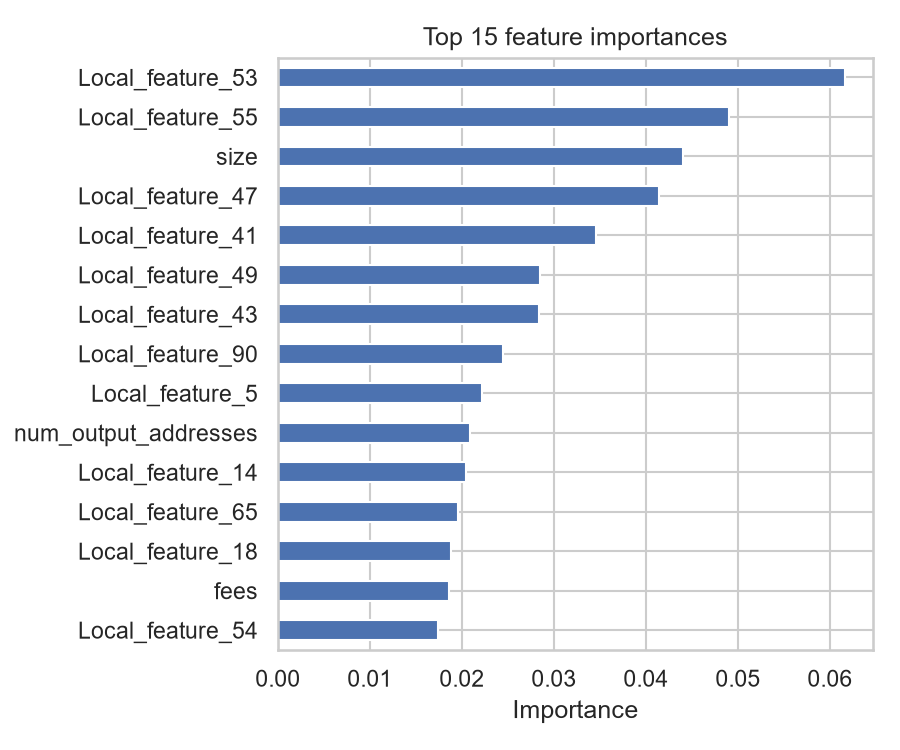 Top 15 feature importances
Local_feature_53
Local_feature_55
size
Local_feature_47
Local_feature_41
Local_feature_49
Local_feature_43
Local_feature_90
Local_feature_5
num_output_addresses
Local_feature_14
Local_feature_65
Local_feature_18
fees
Local_feature_54
0.00 0.01 0.02 0.03 0.04 0.05 0.06
Importance